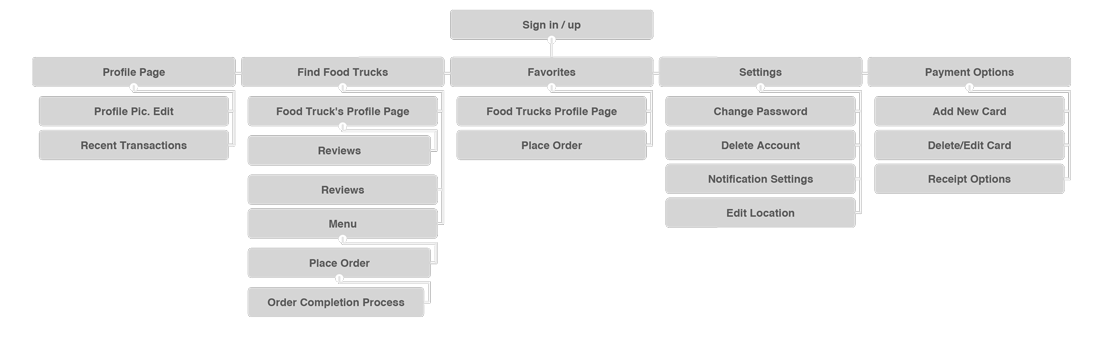 Sign in / up
Profile Page
Find Food Trucks
Favorites
Settings
Payment Options
Profile Pic. Edit
Recent Transactions
Food Truck's Profile Page
Reviews
Reviews
Menu
Place Order
Order Completion Process
Food Trucks Profile Page
Place Order
Change Password
Delete Account
Notification Settings
Edit Location
Add New Card
Delete/Edit Card
Receipt Options